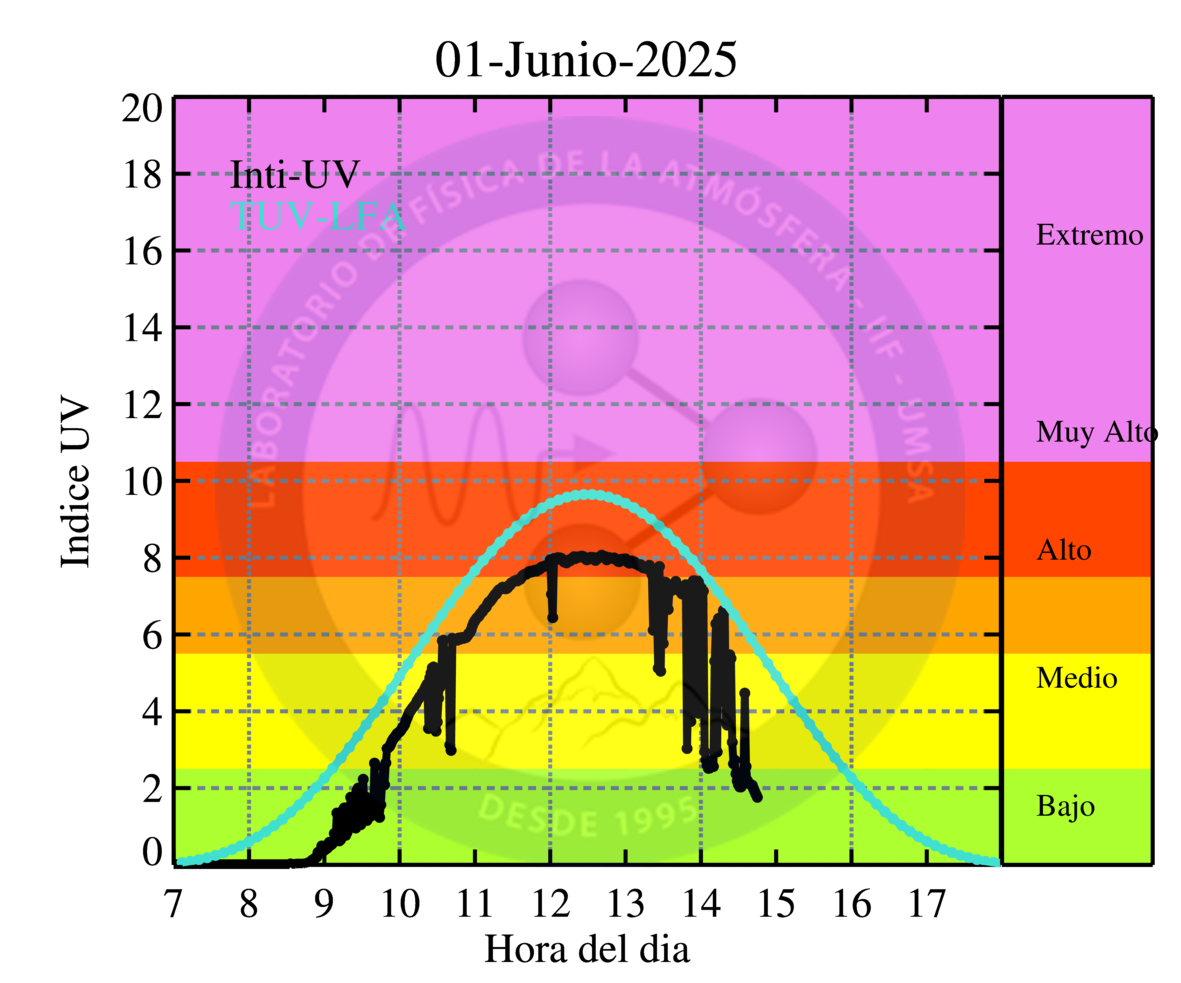 01-Junio-2025
20
18
16
14
12
10
8
6
4
2
0
Indice UV
Inti-UV
TUV-LFA
LABORATORIO DE FÍSICA DE LA ATMÓSFERA - IIF - UMSA
DESDE 1995
Extremo
Muy Alto
Alto
Medio
Bajo
7 8 9 10 11 12 13 14 15 16 17
Hora del dia